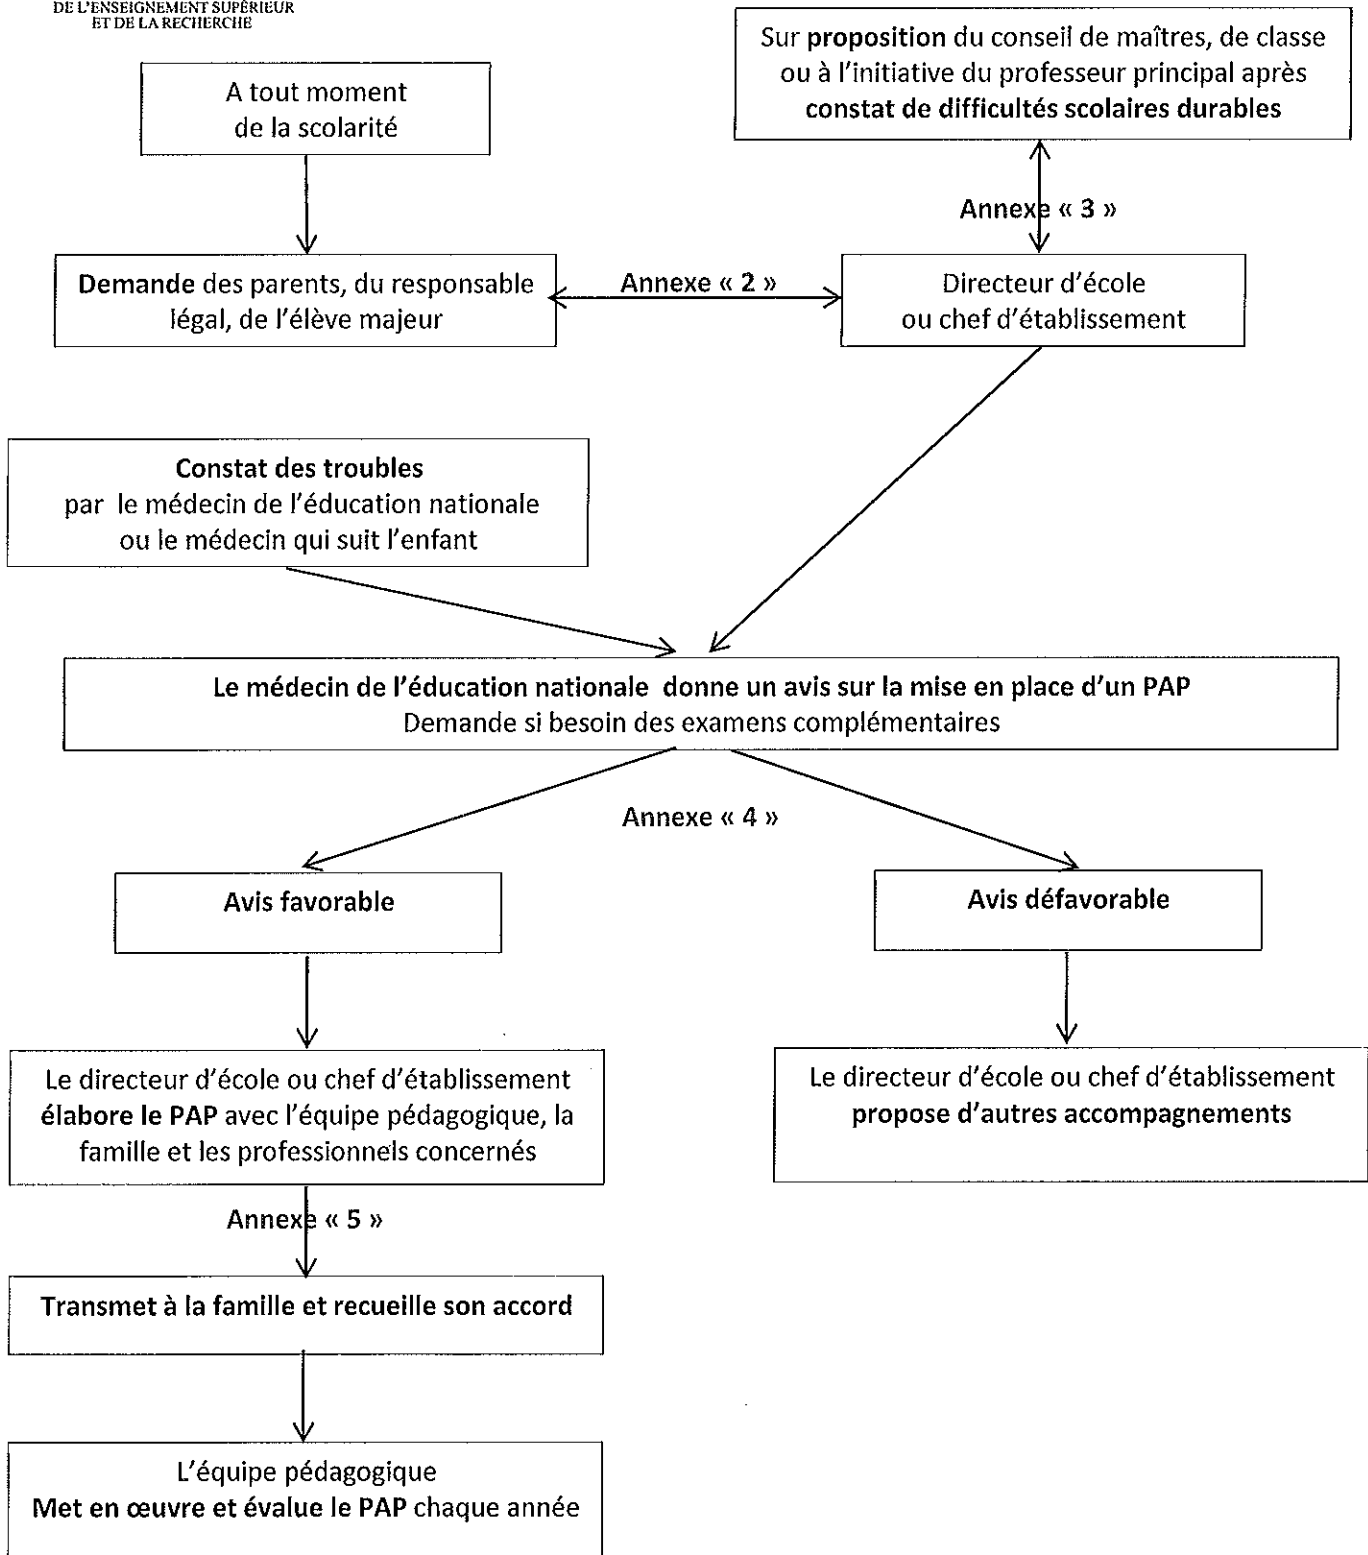 DE L'ENSEIGNEMENT SUPÉRIEUR
ET DE LA RECHERCHE
Sur proposition du conseil de maîtres, de classe
ou à l'initiative du professeur principal après
constat de difficultés scolaires durables
A tout moment
de la scolarité
Annexe « 3 »
Demande des parents, du responsable
légal, de l'élève majeur
Annexe « 2 »
Directeur d'école
ou chef d'établissement
Constat des troubles
par le médecin de l'éducation nationale
ou le médecin qui suit l'enfant
Le médecin de l'éducation nationale donne un avis sur la mise en place d'un PAP
Demande si besoin des examens complémentaires
Annexe « 4 »
Avis favorable
Avis défavorable
Le directeur d'école ou chef d'établissement
élabore le PAP avec l'équipe pédagogique, la
famille et les professionnels concernés
Le directeur d'école ou chef d'établissement
propose d'autres accompagnements
Annexe « 5 »
Transmet à la famille et recueille son accord
L'équipe pédagogique
Met en œuvre et évalue le PAP chaque année